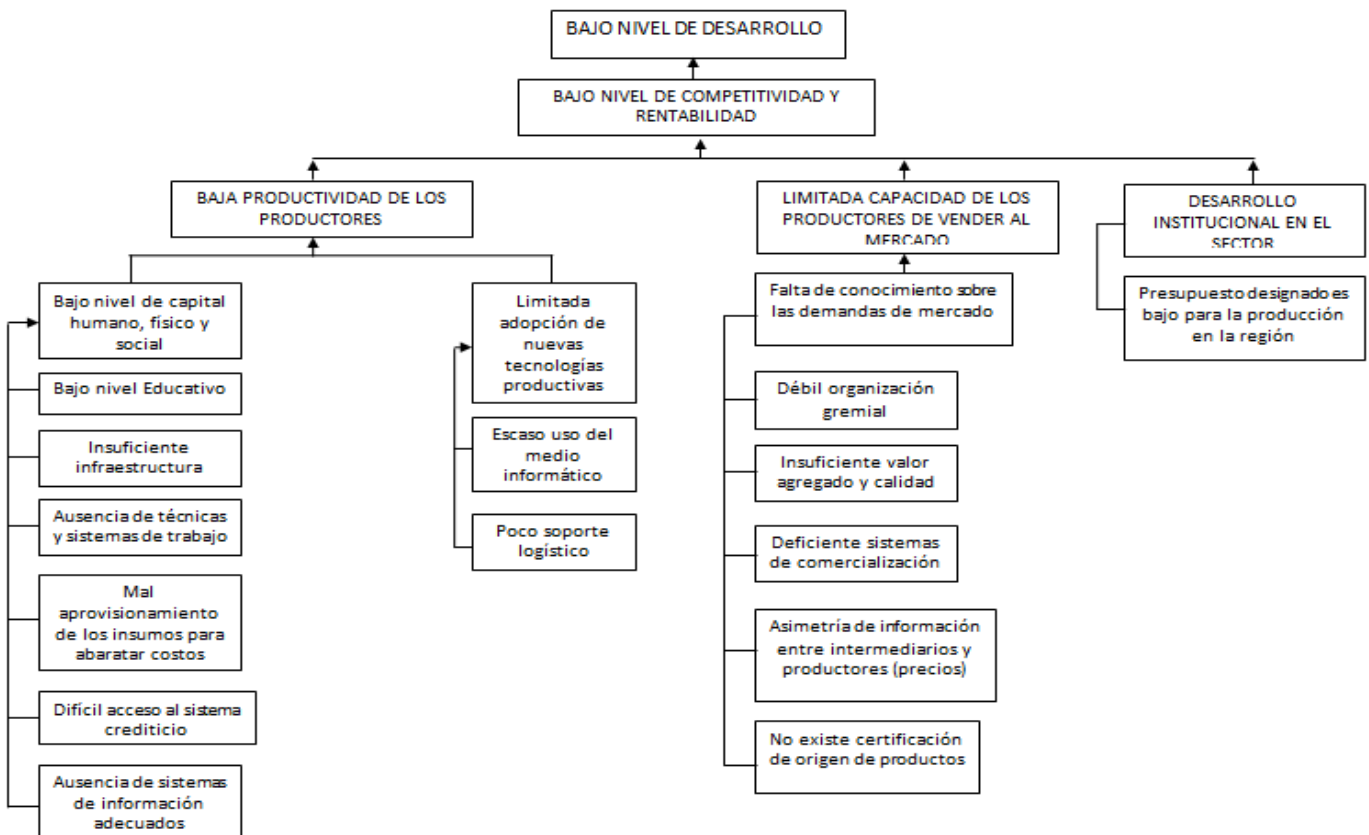 BAJO NIVEL DE DESARROLLO
BAJO NIVEL DE COMPETITIVIDAD Y
RENTABILIDAD
BAJA PRODUCTIVIDAD DE LOS
PRODUCTORES
LIMITADA CAPACIDAD DE LOS
PRODUCTORES DE VENDER AL
MERCADO
DESARROLLO
INSTITUCIONAL EN EL
SECTOR
Bajo nivel de capital
humano, físico y
social
Bajo nivel Educativo
Insuficiente
infraestructura
Ausencia de técnicas
y sistemas de trabajo
Mal
aprovisionamiento
de los insumos para
abaratar costos
Difícil acceso al sistema
crediticio
Ausencia de sistemas
de información
adecuados
Limitada
adopción de
nuevas
tecnologías
productivas
Escaso uso del
medio
informático
Poco soporte
logístico
Falta de conocimiento sobre
las demandas de mercado
Débil organización
gremial
Insuficiente valor
agregado y calidad
Deficiente sistemas
de comercialización
Asimetría de información
entre intermediarios y
productores (precios)
No existe certificación
de origen de productos
Presupuesto designado es
bajo para la producción
en la región